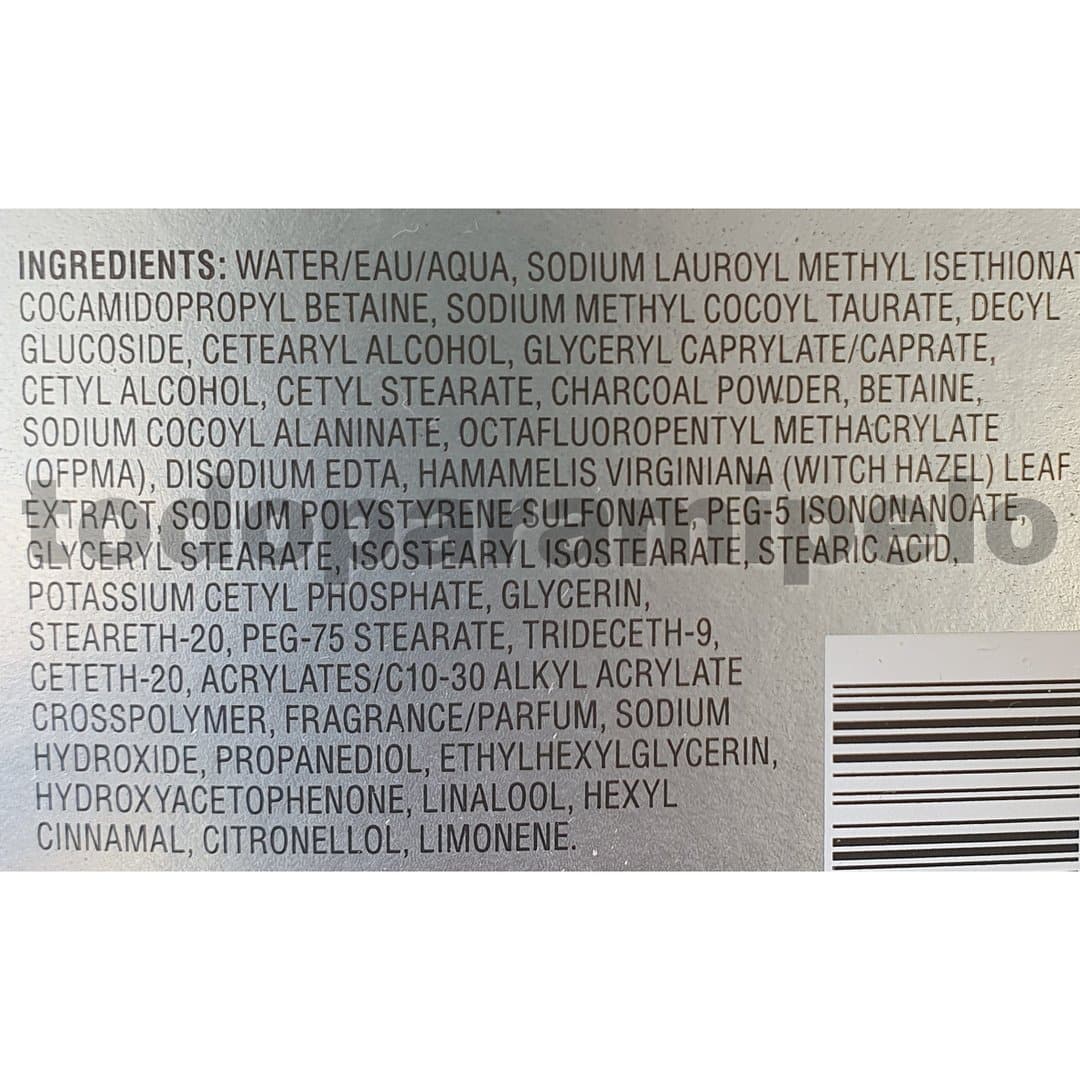 INGREDIENTS: WATER/EAU/AQUA, SODIUM LAUROYL METHYL ISETHIONAT
COCAMIDOPROPYL BETAINE, SODIUM METHYL COCOYL TAURATE, DECYL
GLUCOSIDE, CETEARYL ALCOHOL, GLYCERYL CAPRYLATE/CAPRATE,
CETYL ALCOHOL, CETYL STEARATE, CHARCOAL POWDER, BETAINE,
SODIUM COCOYL ALANINATE, OCTAFLUOROPENTYL METHACRYLATE
(OFPMA), DISODIUM EDTA, HAMAMELIS VIRGINIANA (WITCH HAZEL) LEAF
EXTRACT, SODIUM POLYSTYRENE SULFONATE, PEG-5 ISONONANOATE,
todoparamipelo
GLYCERYL STEARATE, ISOSTEARYL ISOSTEARATE, STEARIC ACID,
POTASSIUM CETYL PHOSPHATE, GLYCERIN,
STEARETH-20, PEG-75 STEARATE, TRIDECETH-9,
CETETH-20, ACRYLATES/C10-30 ALKYL ACRYLATE
CROSSPOLYMER, FRAGRANCE/PARFUM, SODIUM
HYDROXIDE, PROPANEDIOL, ETHYLHEXYLGLYCERIN,
HYDROXYACETOPHENONE, LINALOOL, HEXYL
CINNAMAL, CITRONELLOL, LIMONENE.